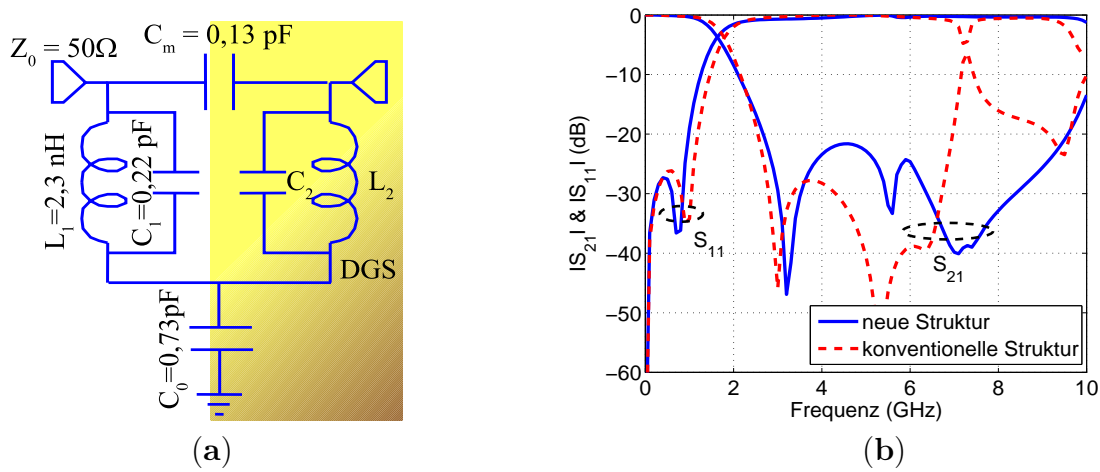 Z₀ = 50Ω
Cₘ = 0,13 pF
L₁=2,3 nH
C₁=0,22 pF
C₂
L₂
DGS
C₀=0,73pF
(a)
0
−10
−20
−30
−40
−50
−60
0
2
4
6
8
10
IS₂₁I & IS₁₁I (dB)
Frequenz (GHz)
S₁₁
S₂₁
neue Struktur
konventionelle Struktur
(b)